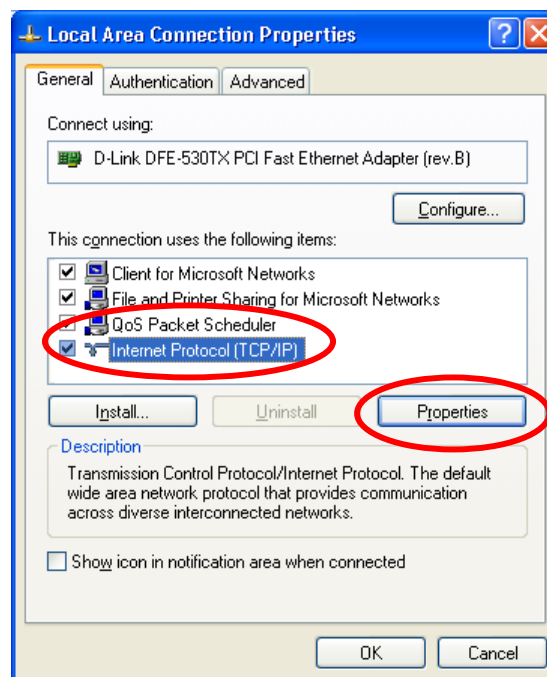 Local Area Connection Properties
General Authentication Advanced
Connect using:
D-Link DFE-530TX PCI Fast Ethernet Adapter (rev.B)
Configure...
This connection uses the following items:
Client for Microsoft Networks
File and Printer Sharing for Microsoft Networks
QoS Packet Scheduler
Internet Protocol (TCP/IP)
Install... Uninstall Properties
Description
Transmission Control Protocol/Internet Protocol. The default
wide area network protocol that provides communication
across diverse interconnected networks.
Show icon in notification area when connected
OK Cancel